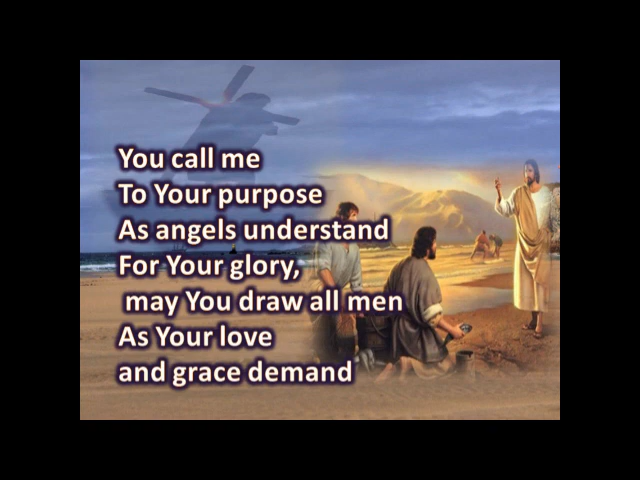 You call me
To Your purpose
As angels understand
For Your glory,
may You draw all men
As Your love
and grace demand